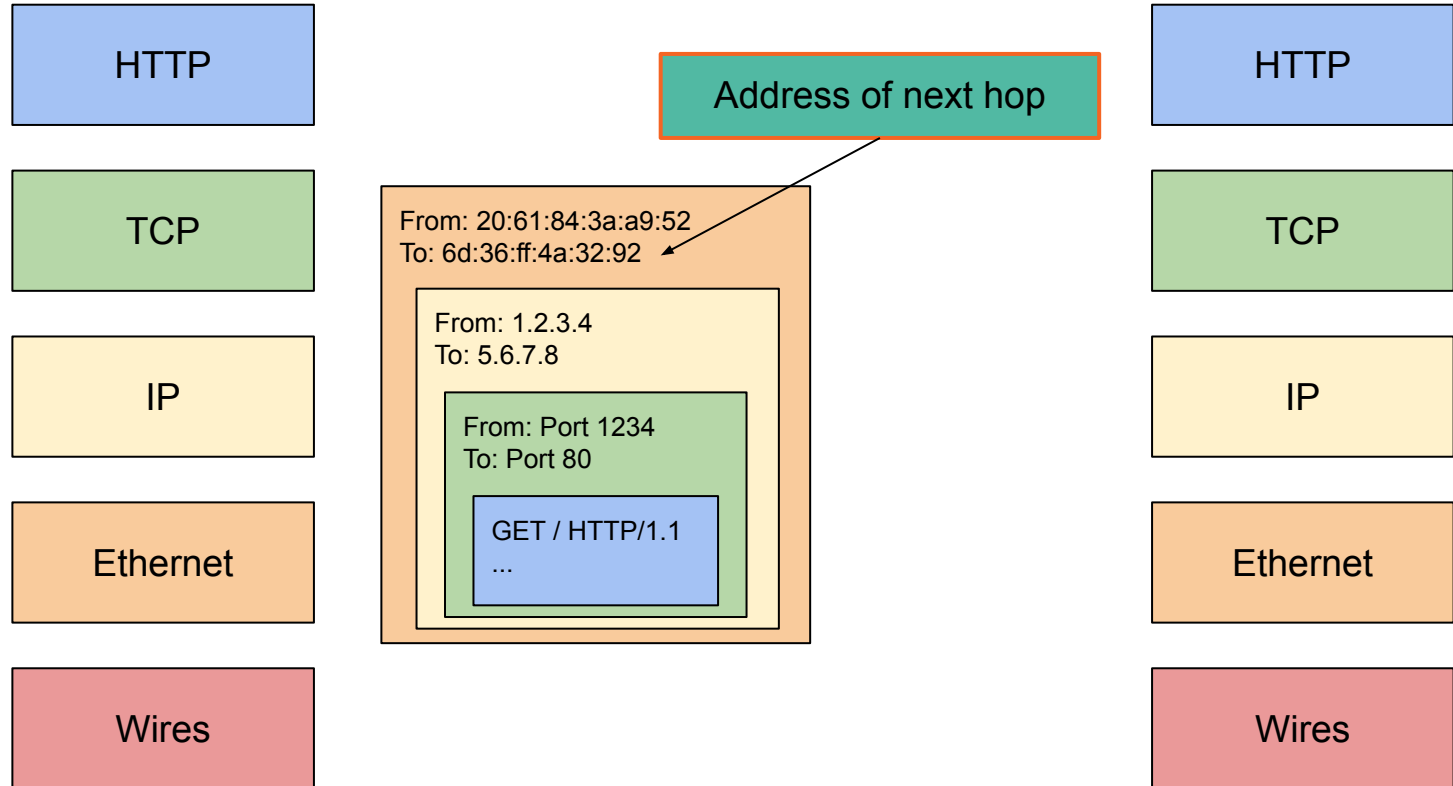 HTTP
TCP
IP
Ethernet
Wires
Address of next hop
From: 20:61:84:3a:a9:52
To: 6d:36:ff:4a:32:92
From: 1.2.3.4
To: 5.6.7.8
From: Port 1234
To: Port 80
GET / HTTP/1.1
...
HTTP
TCP
IP
Ethernet
Wires